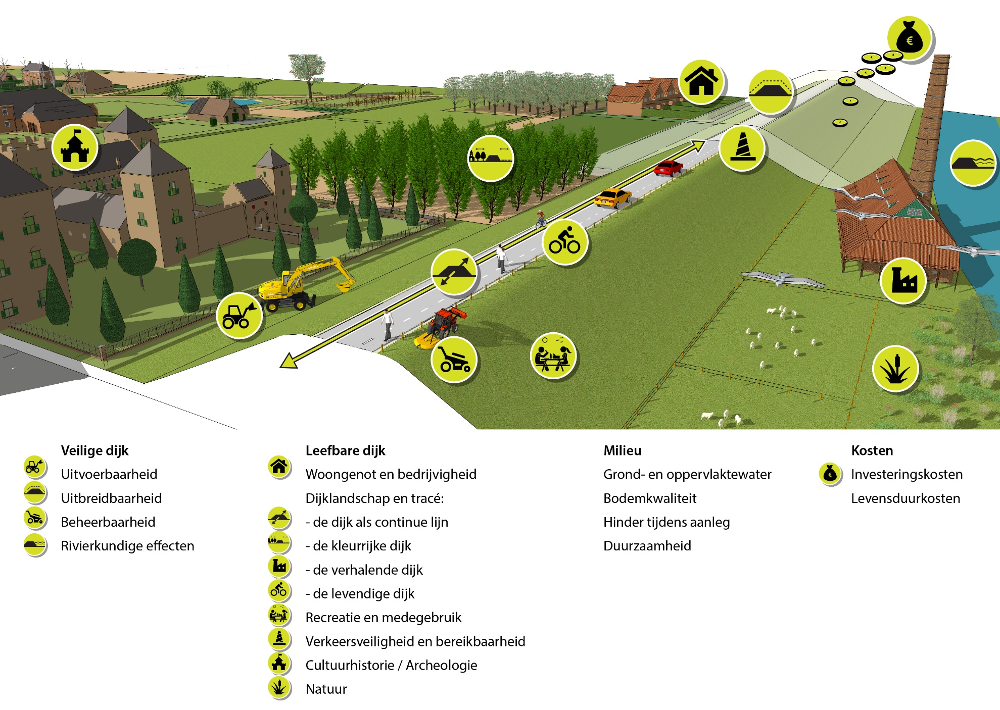 Veilige dijk
Uitvoerbaarheid
Uitbreidbaarheid
Beheerbaarheid
Rivierkundige effecten
Leefbare dijk
Woongenot en bedrijvigheid
Dijklandschap en tracé:
- de dijk als continue lijn
- de kleurrijke dijk
- de verhalende dijk
- de levendige dijk
Recreatie en medegebruik
Verkeersveiligheid en bereikbaarheid
Cultuurhistorie / Archeologie
Natuur
Milieu
Grond- en oppervlaktewater
Bodemkwaliteit
Hinder tijdens aanleg
Duurzaamheid
Kosten
Investeringskosten
Levensduurkosten